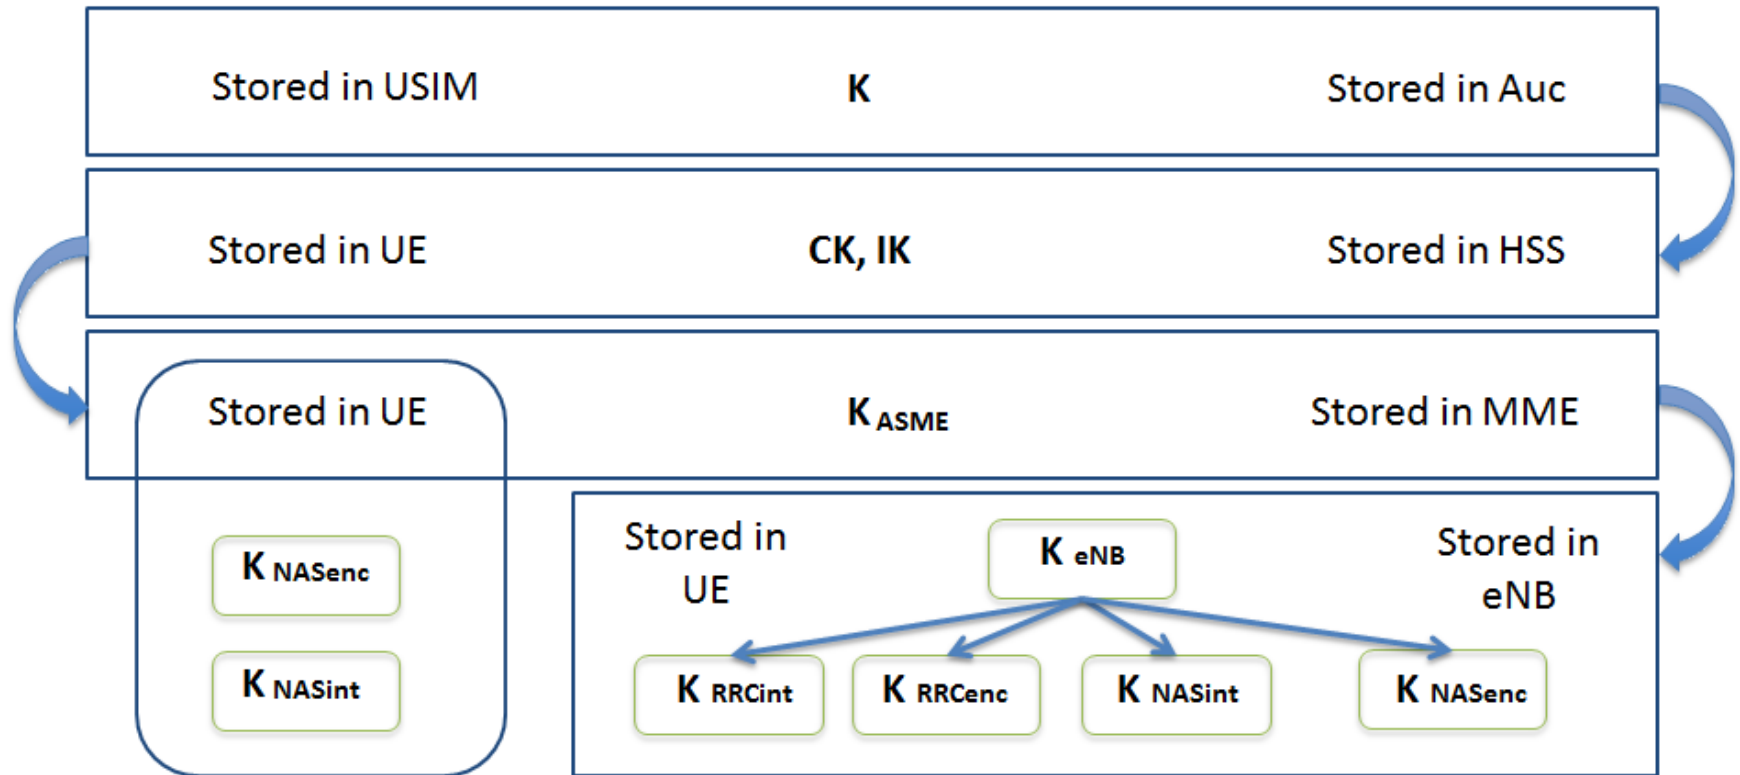 Stored in USIM K Stored in Auc
Stored in UE CK, IK Stored in HSS
Stored in UE K ASME Stored in MME
K NASenc
K NASint
Stored in
UE
K eNB
Stored in
eNB
K RRCint K RRCenc K NASint K NASenc